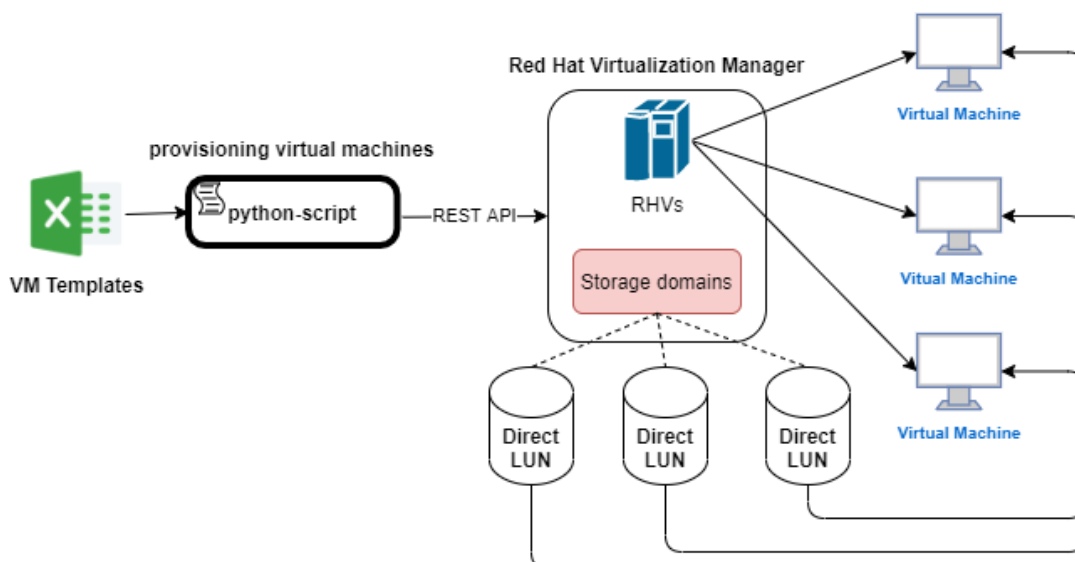 Red Hat Virtualization Manager
Virtual Machine
provisioning virtual machines
X
python-script
REST API
RHVs
VM Templates
Storage domains
Vitual Machine
Direct
LUN
Direct
LUN
Direct
LUN
Virtual Machine